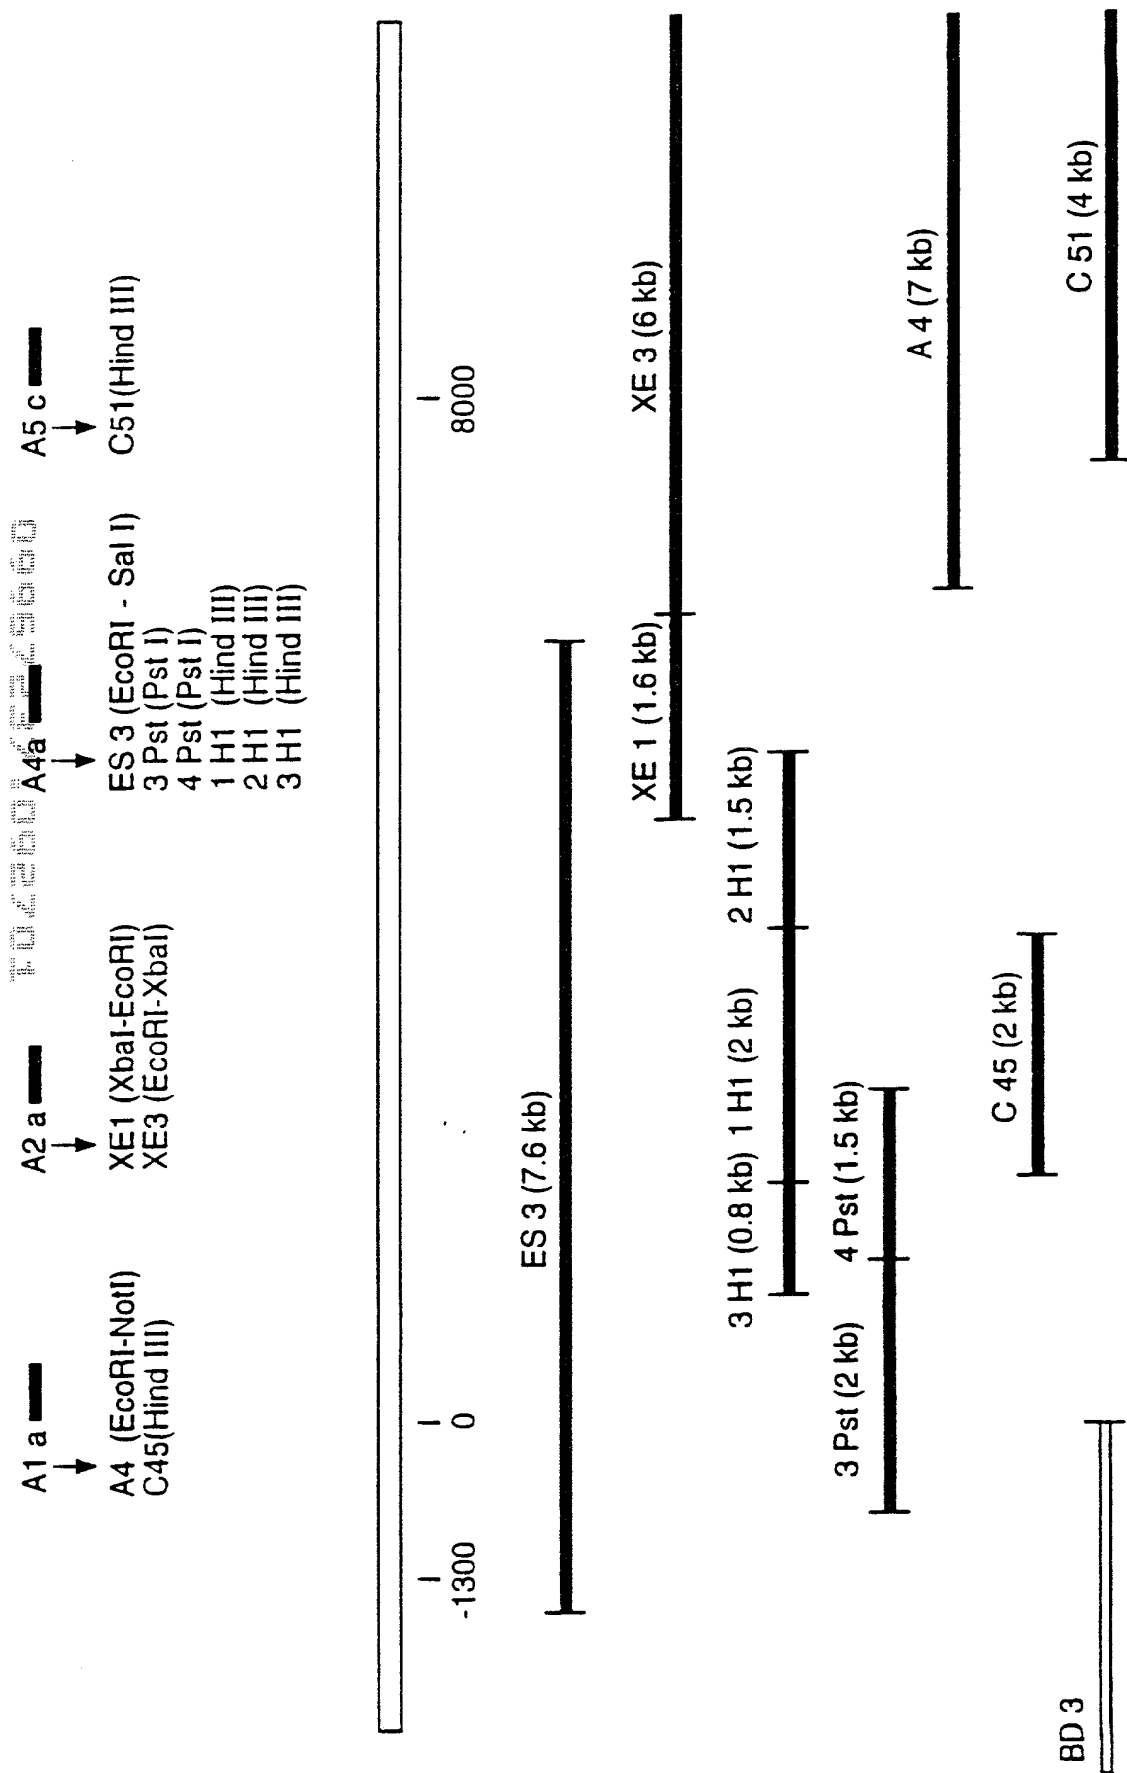 A1 a
A4 (EcoRI-NotI)
C45(Hind III)
A2 a
XE1 (XbaI-EcoRI)
XE3 (EcoRI-XbaI)
A4 a
ES 3 (EcoRI - Sal I)
3 Pst (Pst I)
4 Pst (Pst I)
1 H1 (Hind III)
2 H1 (Hind III)
3 H1 (Hind III)
A5 c
C51(Hind III)
-1300
0
8000
ES 3 (7.6 kb)
XE 1 (1.6 kb)
XE 3 (6 kb)
3 H1 (0.8 kb)
1 H1 (2 kb)
2 H1 (1.5 kb)
3 Pst (2 kb)
4 Pst (1.5 kb)
A 4 (7 kb)
C 45 (2 kb)
BD 3
C 51 (4 kb)